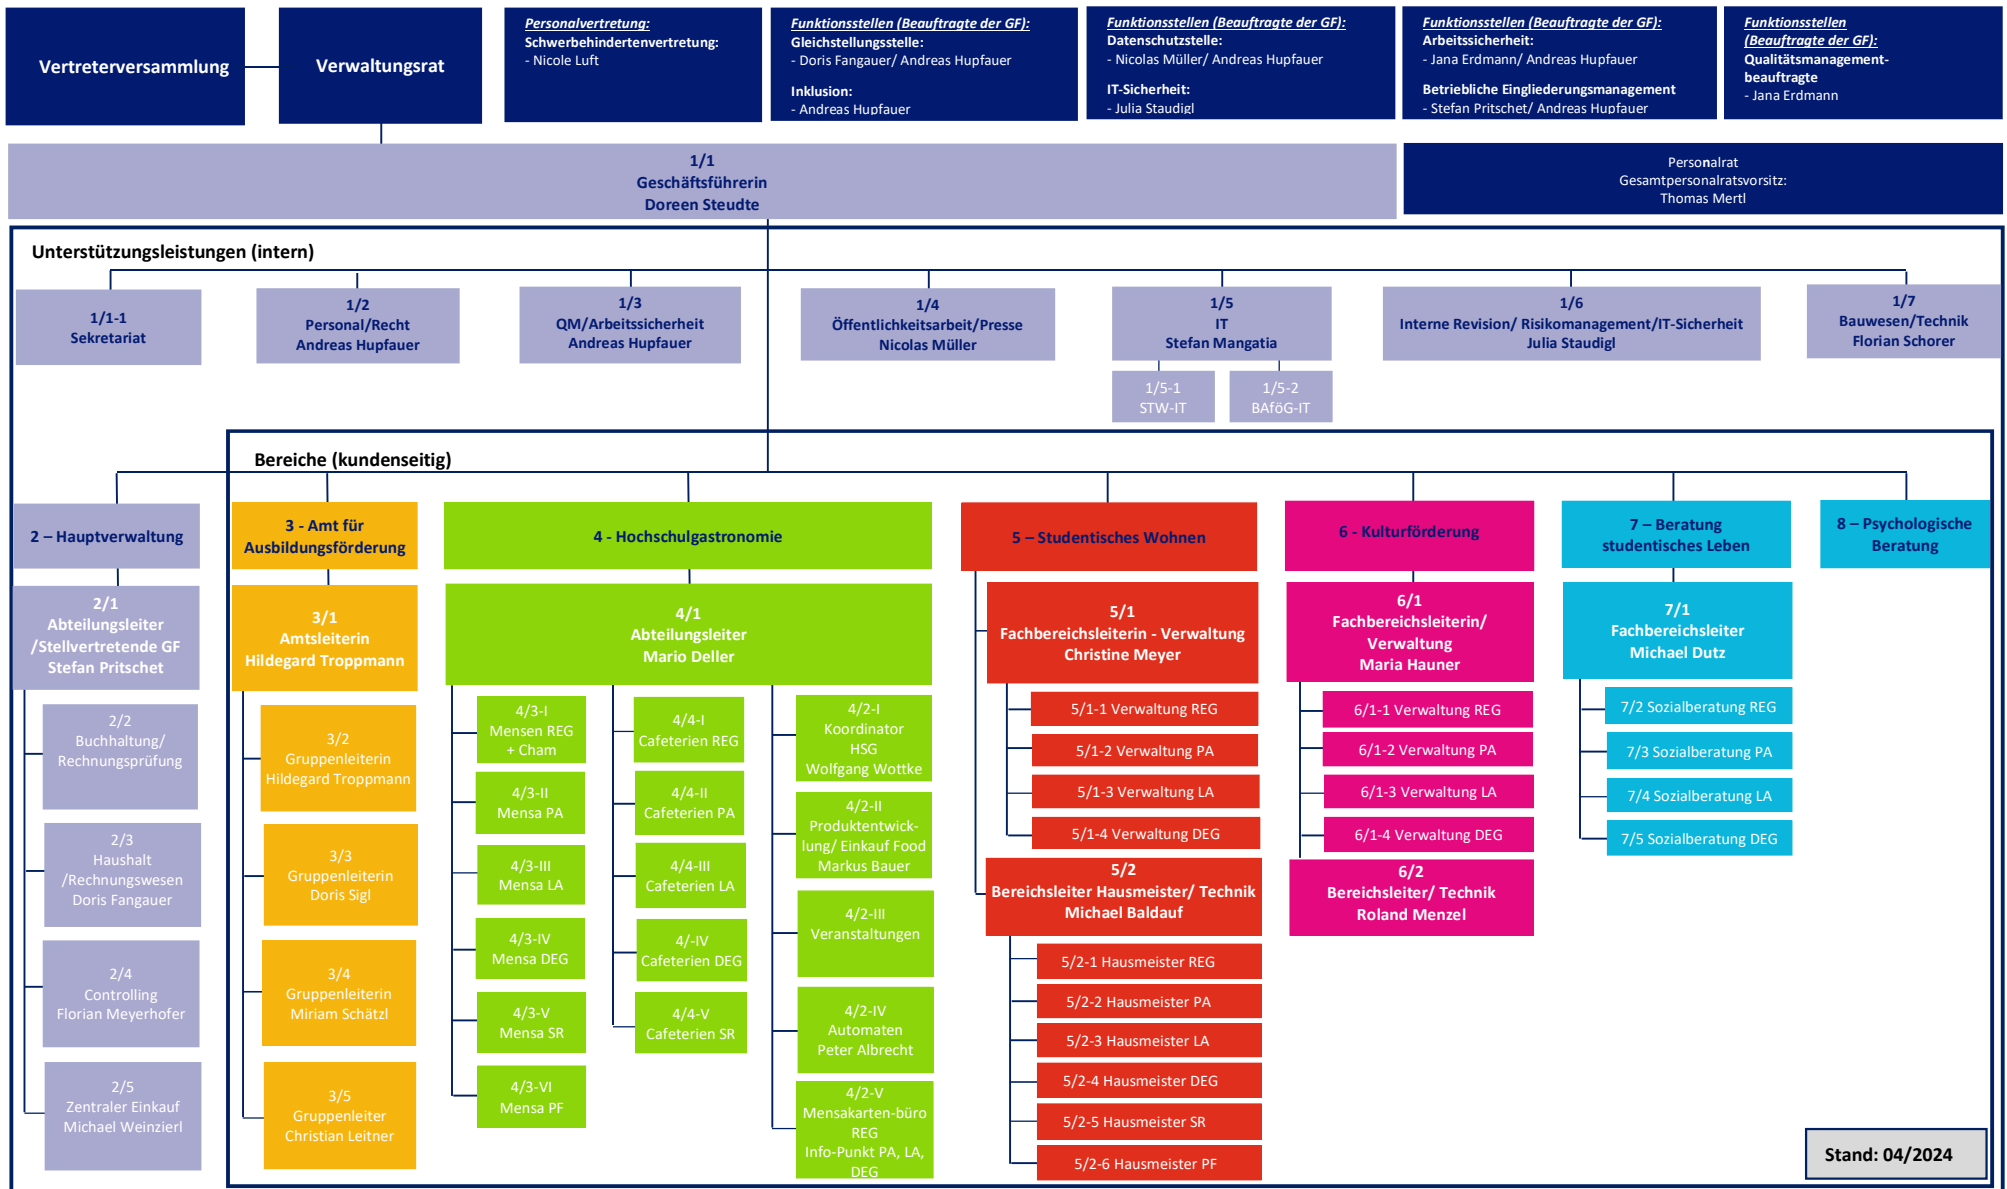 Vertreterversammlung
Verwaltungsrat
Personalvertretung:
Schwerbehindertenvertretung:
- Nicole Luft
Funktionsstellen (Beauftragte der GF):
Gleichstellungsstelle:
- Doris Fangauer/ Andreas Hupfauer
Inklusion:
- Andreas Hupfauer
Funktionsstellen (Beauftragte der GF):
Datenschutzstelle:
- Nicolas Müller/ Andreas Hupfauer
IT-Sicherheit:
- Julia Staudigl
Funktionsstellen (Beauftragte der GF):
Arbeitssicherheit:
- Jana Erdmann/ Andreas Hupfauer
Betriebliche Eingliederungsmanagement
- Stefan Pritschet/ Andreas Hupfauer
Funktionsstellen
(Beauftragte der GF):
Qualitätsmanagement-
beauftragte
- Jana Erdmann
1/1
Geschäftsführerin
Doreen Steudte
Personalrat
Gesamtpersonalratsvorsitz:
Thomas Mertl
Unterstützungsleistungen (intern)
1/1-1
Sekretariat
1/2
Personal/Recht
Andreas Hupfauer
1/3
QM/Arbeitssicherheit
Andreas Hupfauer
1/4
Öffentlichkeitsarbeit/Presse
Nicolas Müller
1/5
IT
Stefan Mangatia
1/6
Interne Revision/ Risikomanagement/IT-Sicherheit
Julia Staudigl
1/7
Bauwesen/Technik
Florian Schorer
1/5-1
STW-IT
1/5-2
BAföG-IT
Bereiche (kundenseitig)
2 – Hauptverwaltung
2/1
Abteilungsleiter
/Stellvertretende GF
Stefan Pritschet
2/2
Buchhaltung/
Rechnungsprüfung
2/3
Haushalt
/Rechnungswesen
Doris Fangauer
2/4
Controlling
Florian Meyerhofer
2/5
Zentraler Einkauf
Michael Weinzierl
3 - Amt für
Ausbildungsförderung
3/1
Amtsleiterin
Hildegard Troppmann
3/2
Gruppenleiterin
Hildegard Troppmann
3/3
Gruppenleiterin
Doris Sigl
3/4
Gruppenleiterin
Miriam Schätzl
3/5
Gruppenleiter
Christian Leitner
4 - Hochschulgastronomie
4/1
Abteilungsleiter
Mario Deller
4/3-I
Mensen REG
+ Cham
4/3-II
Mensa PA
4/3-III
Mensa LA
4/3-IV
Mensa DEG
4/3-V
Mensa SR
4/3-VI
Mensa PF
4/4-I
Cafeterien REG
4/4-II
Cafeterien PA
4/4-III
Cafeterien LA
4/-IV
Cafeterien DEG
4/4-V
Cafeterien SR
4/2-I
Koordinator
HSG
Wolfgang Wottke
4/2-II
Produktentwick-
lung/ Einkauf Food
Markus Bauer
4/2-III
Veranstaltungen
4/2-IV
Automaten
Peter Albrecht
4/2-V
Mensakarten-büro
REG
Info-Punkt PA, LA,
DEG
5 – Studentisches Wohnen
5/1
Fachbereichsleiterin - Verwaltung
Christine Meyer
5/1-1 Verwaltung REG
5/1-2 Verwaltung PA
5/1-3 Verwaltung LA
5/1-4 Verwaltung DEG
5/2
Bereichsleiter Hausmeister/ Technik
Michael Baldauf
5/2-1 Hausmeister REG
5/2-2 Hausmeister PA
5/2-3 Hausmeister LA
5/2-4 Hausmeister DEG
5/2-5 Hausmeister SR
5/2-6 Hausmeister PF
6 - Kulturförderung
6/1
Fachbereichsleiterin/
Verwaltung
Maria Hauner
6/1-1 Verwaltung REG
6/1-2 Verwaltung PA
6/1-3 Verwaltung LA
6/1-4 Verwaltung DEG
6/2
Bereichsleiter/ Technik
Roland Menzel
7 – Beratung
studentisches Leben
7/1
Fachbereichsleiter
Michael Dutz
7/2 Sozialberatung REG
7/3 Sozialberatung PA
7/4 Sozialberatung LA
7/5 Sozialberatung DEG
8 – Psychologische
Beratung
Stand: 04/2024